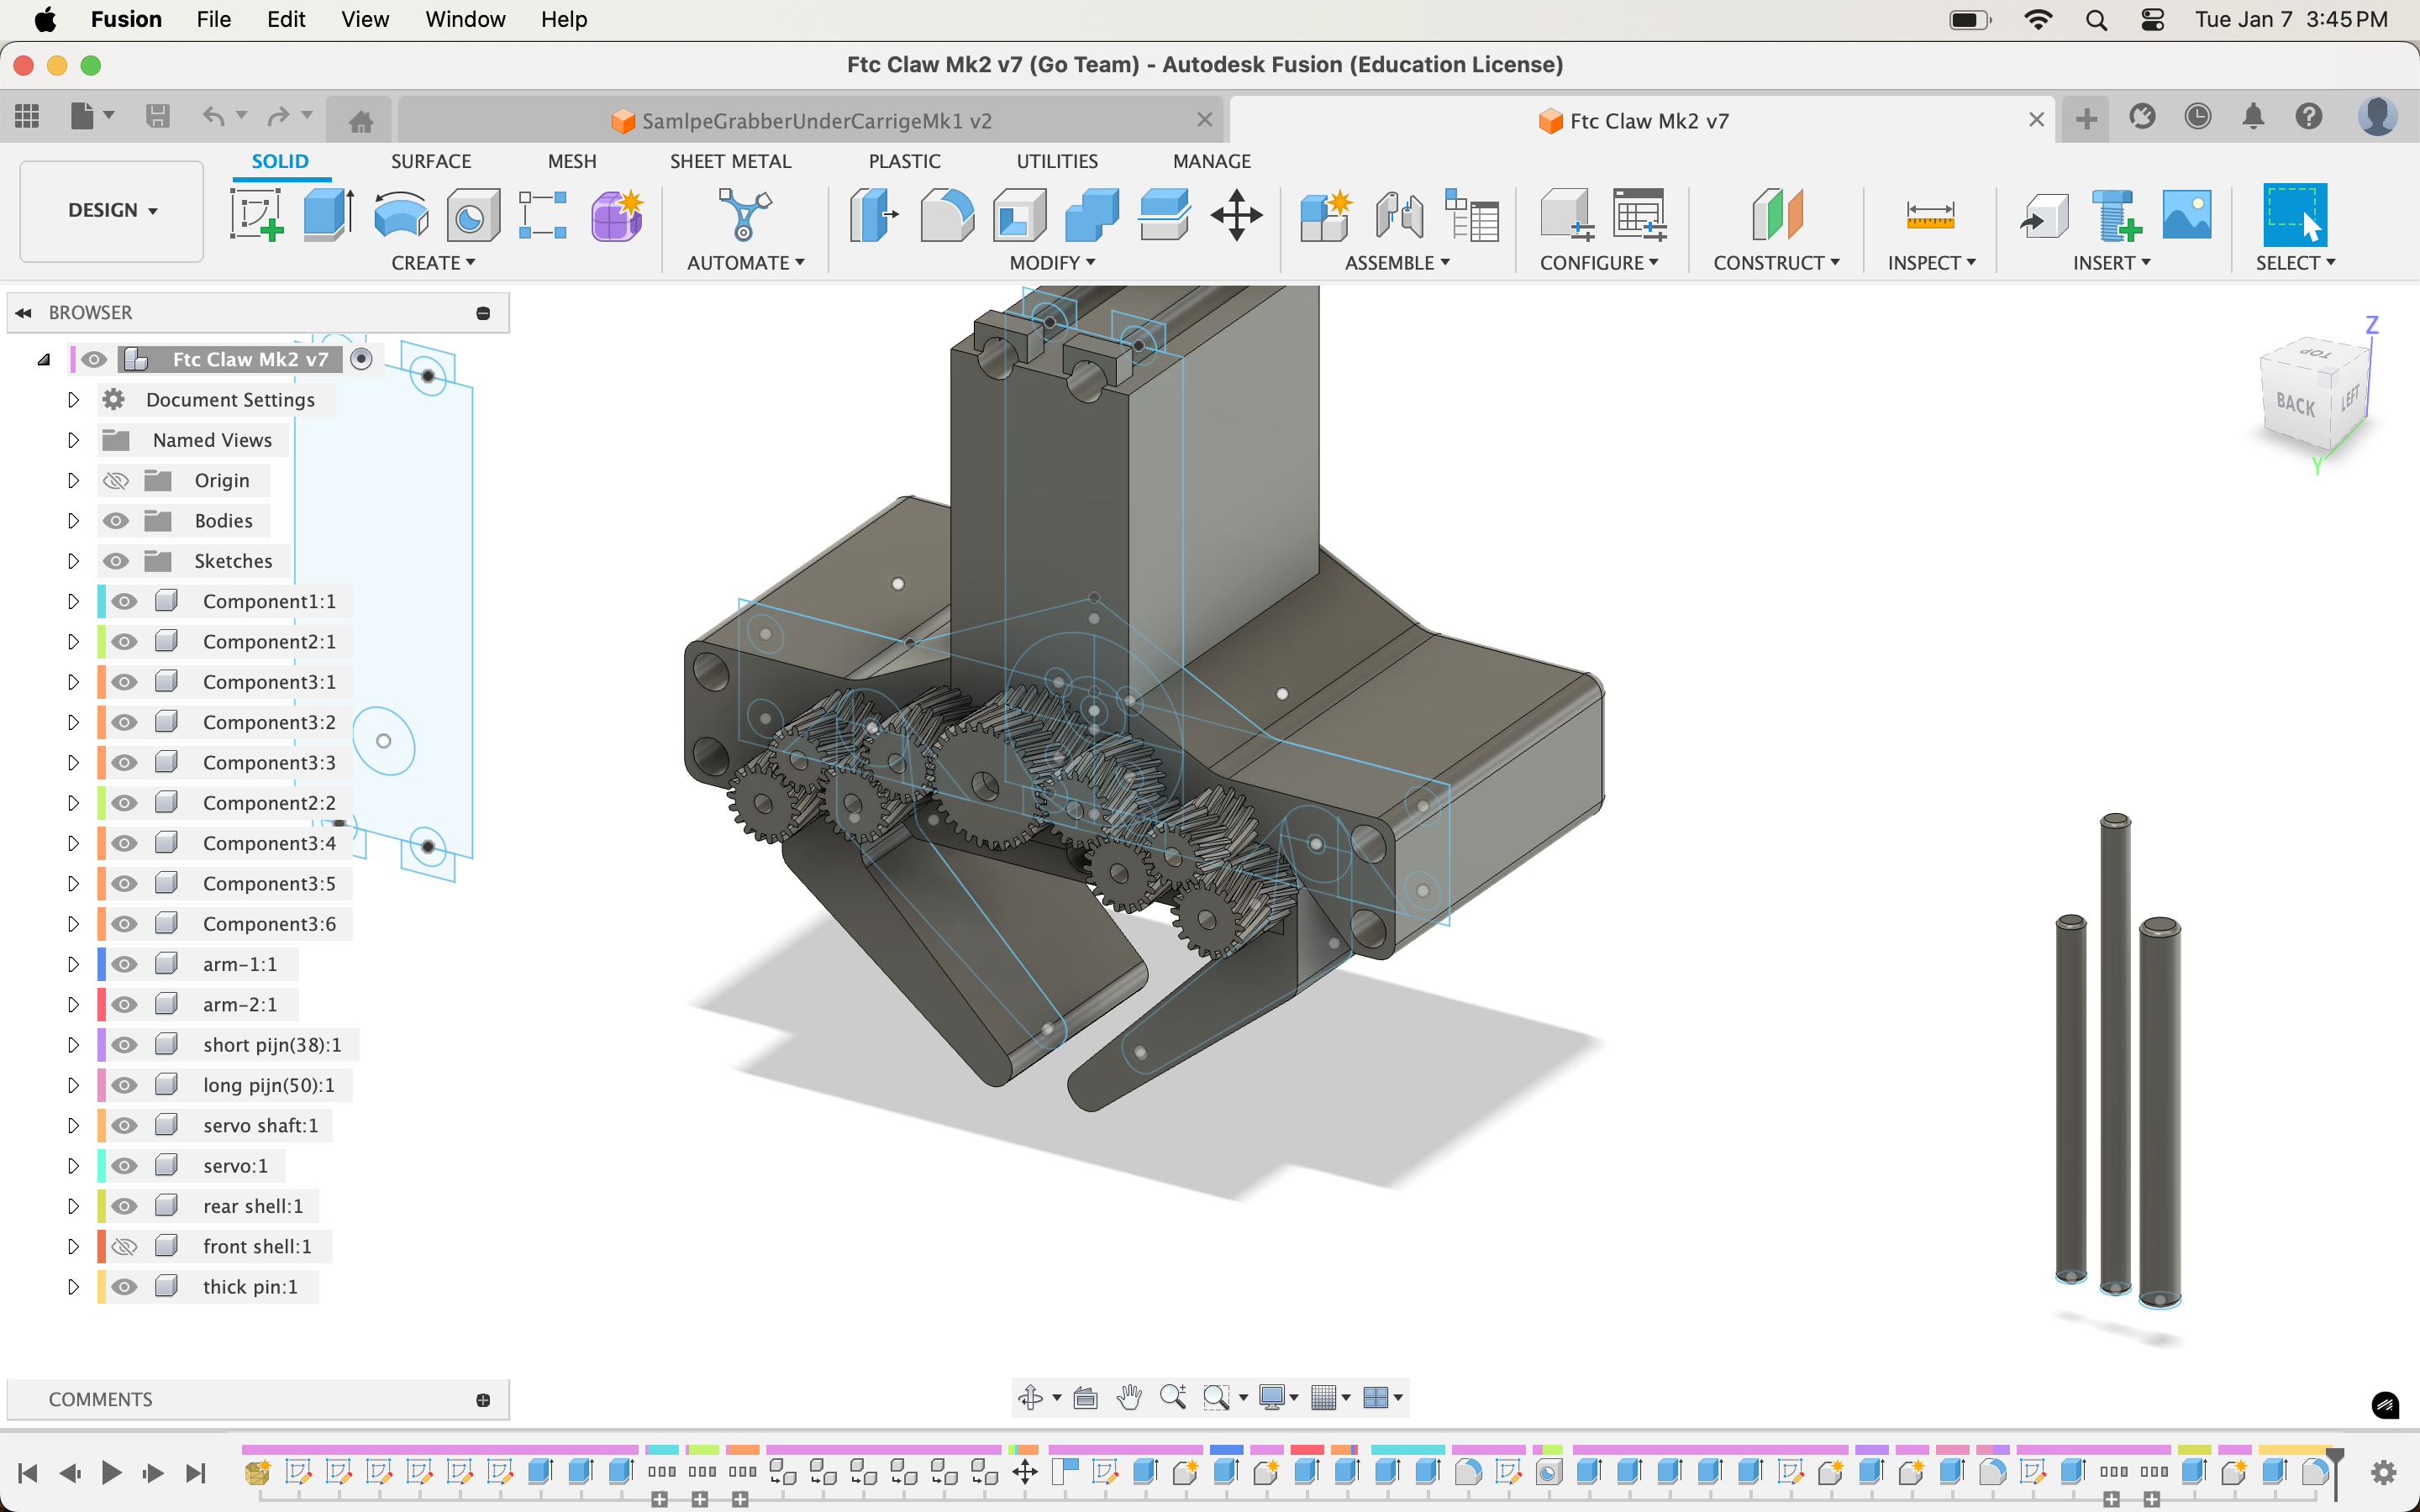 Fusion File Edit View Window Help Tue Jan 7 3:45 PM
Ftc Claw Mk2 v7 (Go Team) - Autodesk Fusion (Education License)
SamlpeGrabberUnderCarrigeMk1 v2 Ftc Claw Mk2 v7
SOLID SURFACE MESH SHEET METAL PLASTIC UTILITIES MANAGE
DESIGN
CREATE AUTOMATE MODIFY ASSEMBLE CONFIGURE CONSTRUCT INSPECT INSERT SELECT
BROWSER
Ftc Claw Mk2 v7
Document Settings
Named Views
Origin
Bodies
Sketches
Component1:1
Component2:1
Component3:1
Component3:2
Component3:3
Component2:2
Component3:4
Component3:5
Component3:6
arm-1:1
arm-2:1
short pijn(38):1
long pijn(50):1
servo shaft:1
servo:1
rear shell:1
front shell:1
thick pin:1
Z
TOP
BACK
LEFT
Y
COMMENTS